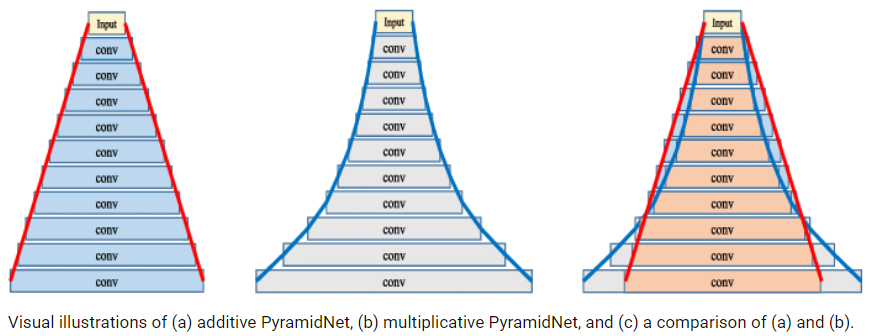 Input
conv
conv
conv
conv
conv
conv
conv
conv
conv
conv
Input
conv
conv
conv
conv
conv
conv
conv
conv
conv
conv
Input
conv
conv
conv
conv
conv
conv
conv
conv
conv
conv
Visual illustrations of (a) additive PyramidNet, (b) multiplicative PyramidNet, and (c) a comparison of (a) and (b).